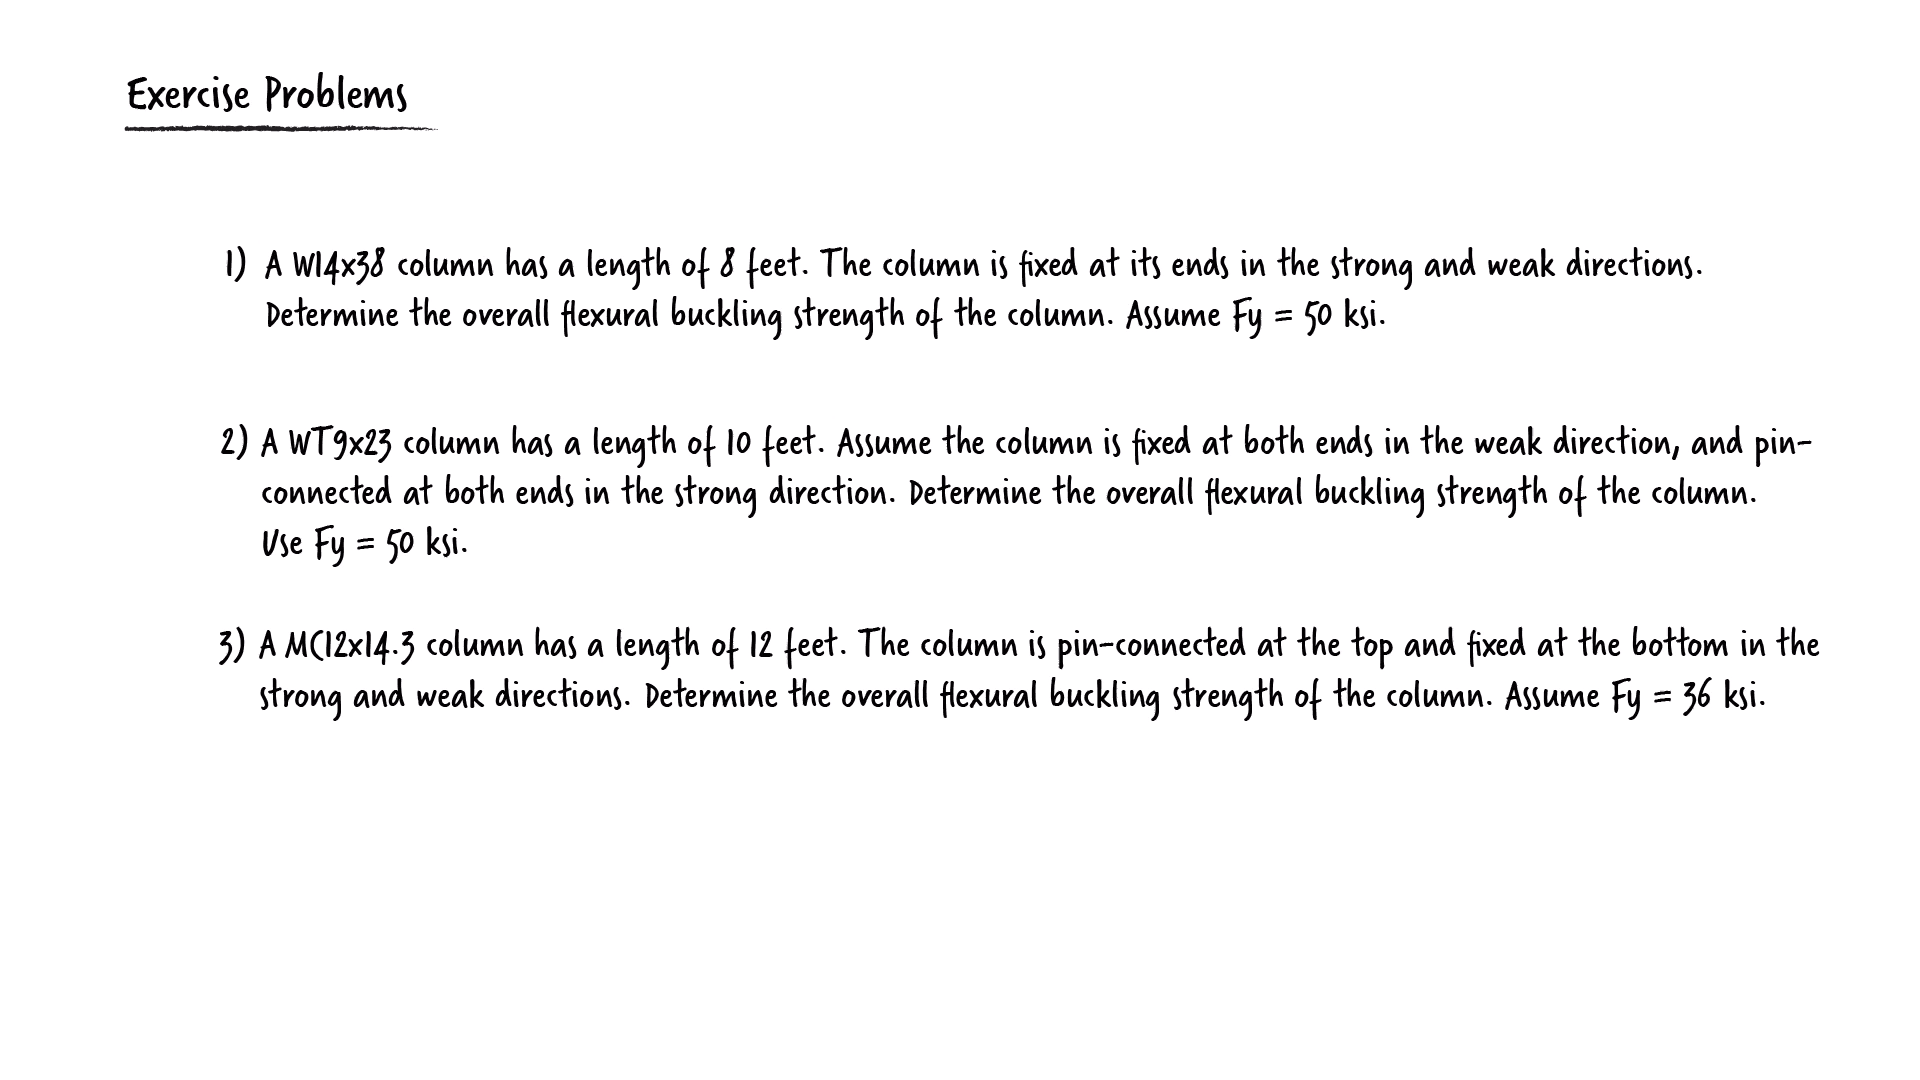 Exercise Problems
1) A W14x38 column has a length of 8 feet. The column is fixed at its ends in the strong and weak directions.
Determine the overall flexural buckling strength of the column. Assume Fy = 50 ksi.
2) A WT9x23 column has a length of 10 feet. Assume the column is fixed at both ends in the weak direction, and pin-
connected at both ends in the strong direction. Determine the overall flexural buckling strength of the column.
Use Fy = 50 ksi.
3) A MC12x14.3 column has a length of 12 feet. The column is pin-connected at the top and fixed at the bottom in the
strong and weak directions. Determine the overall flexural buckling strength of the column. Assume Fy = 36 ksi.